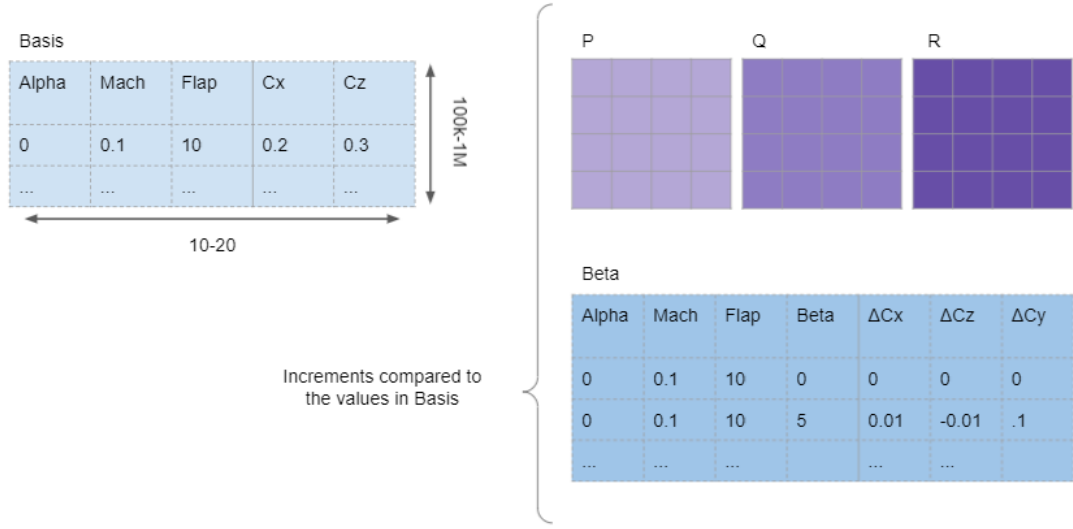 Basis
Alpha Mach Flap Cx Cz
0 0.1 10 0.2 0.3
... ... ... ... ...
100k-1M
10-20
Increments compared to
the values in Basis
P Q R
Beta
Alpha Mach Flap Beta ΔCx ΔCz ΔCy
0 0.1 10 0 0 0 0
0 0.1 10 5 0.01 -0.01 .1
... ... ... ... ...